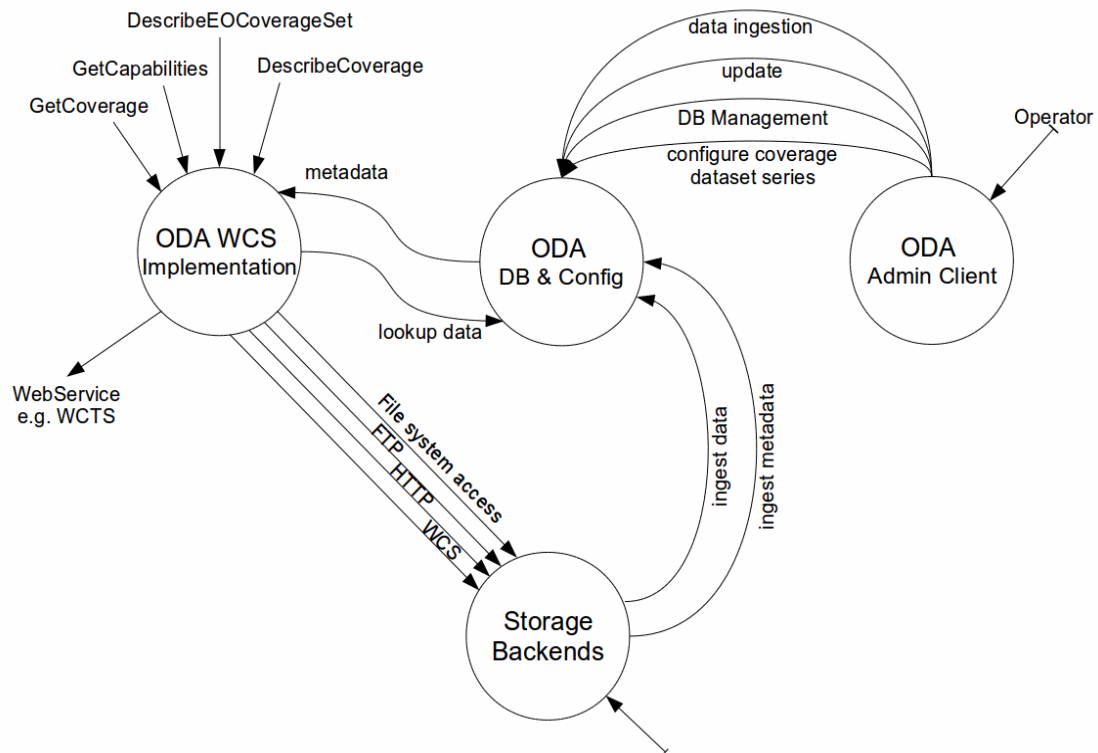 DescribeEOCoverageSet
GetCapabilities
DescribeCoverage
GetCoverage
data ingestion
update
DB Management
configure coverage
dataset series
Operator
metadata
ODA WCS
Implementation
ODA
DB & Config
ODA
Admin Client
lookup data
WebService
e.g. WCTS
File system access
FTP
HTTP
WCS
ingest data
ingest metadata
Storage
Backends